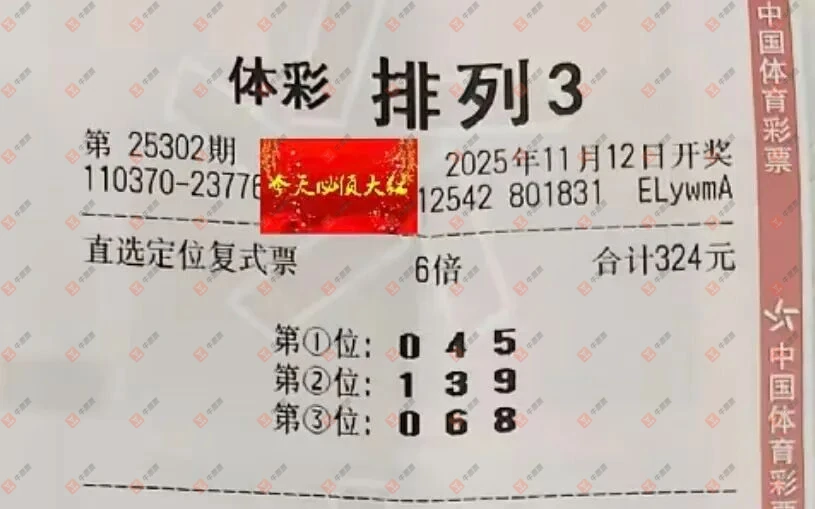 体彩 排列3
第 25302期
2025年11月12日开奖
110370-23776
今天必须大红
12542 801831 ELywmA
直选定位复式票 6倍 合计324元
第①位: 0 4 5
第②位: 1 3 9
第③位: 0 6 8
中国体育彩票
中国体育彩票